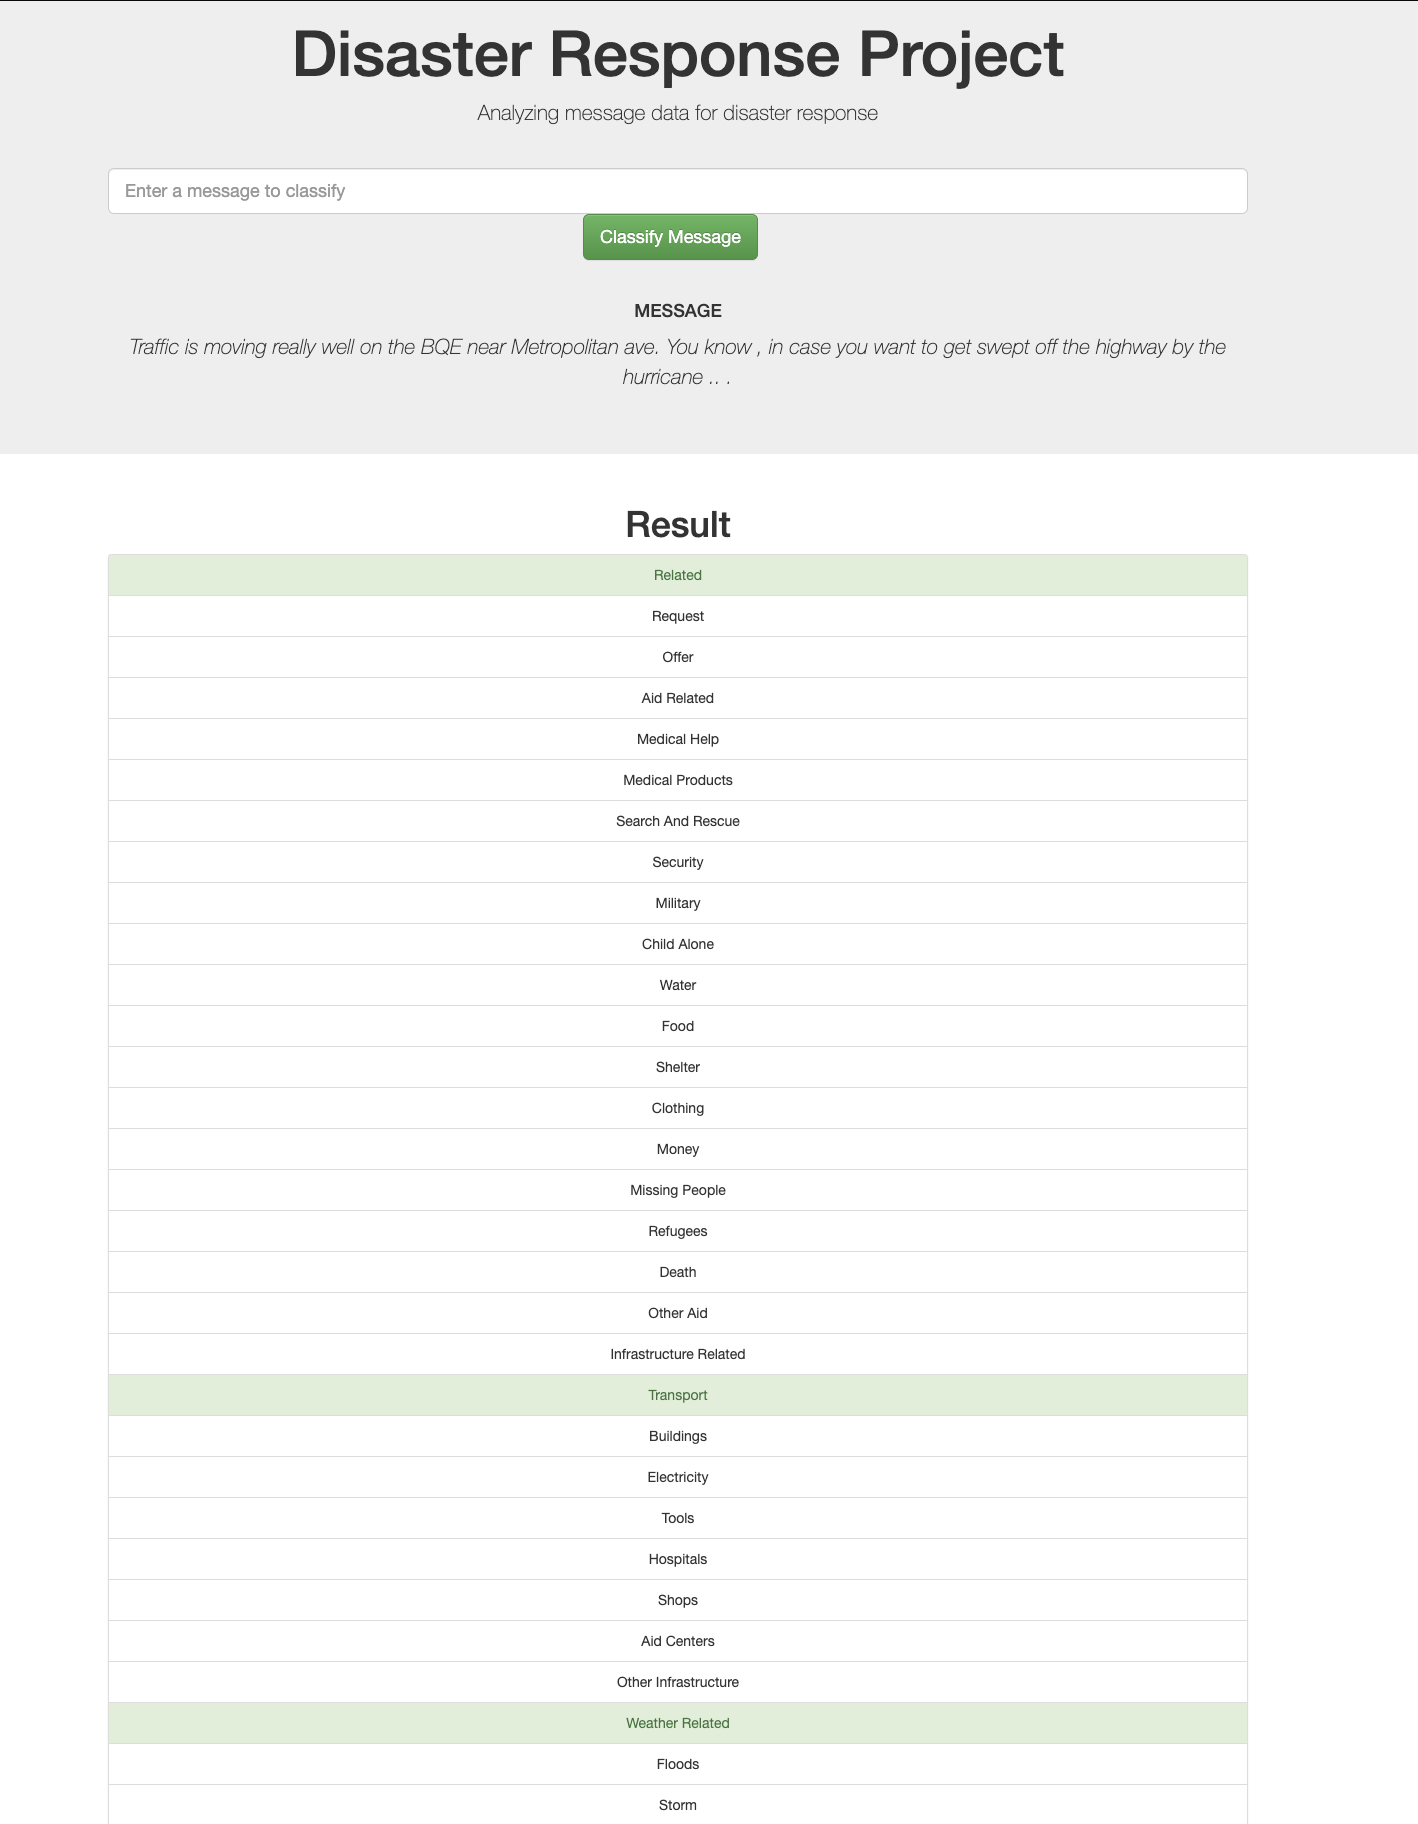 Disaster Response Project
Analyzing message data for disaster response
Enter a message to classify
Classify Message
MESSAGE
Traffic is moving really well on the BQE near Metropolitan ave. You know , in case you want to get swept off the highway by the
hurricane .. .
Result
Related
Request
Offer
Aid Related
Medical Help
Medical Products
Search And Rescue
Security
Military
Child Alone
Water
Food
Shelter
Clothing
Money
Missing People
Refugees
Death
Other Aid
Infrastructure Related
Transport
Buildings
Electricity
Tools
Hospitals
Shops
Aid Centers
Other Infrastructure
Weather Related
Floods
Storm